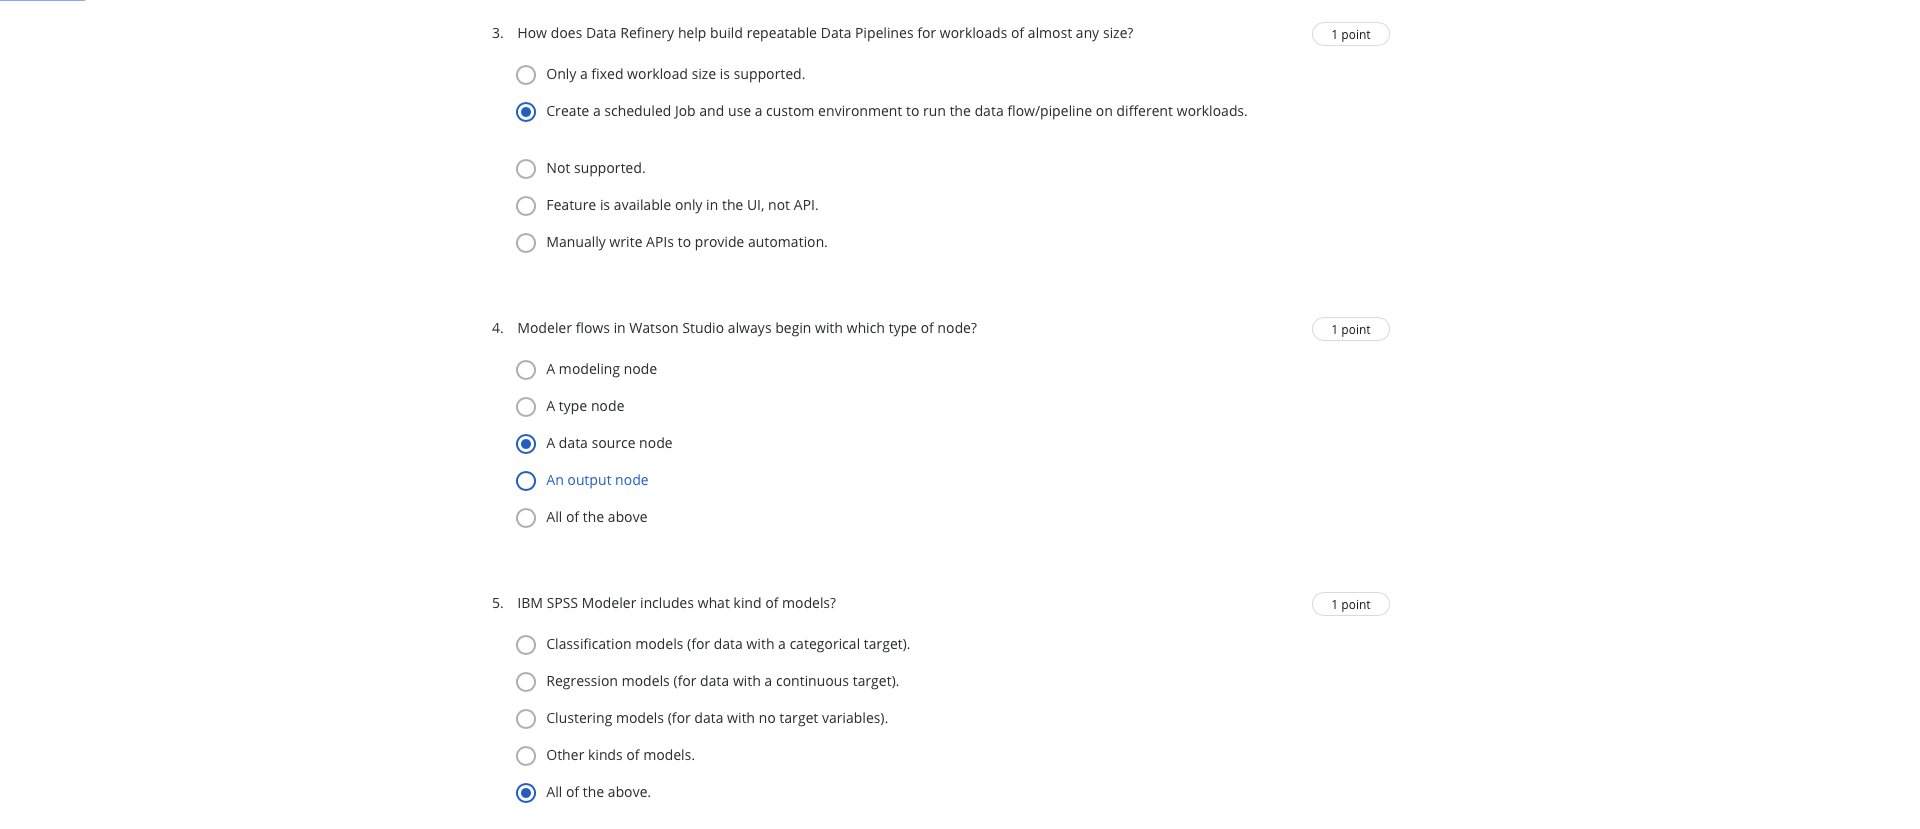 3. How does Data Refinery help build repeatable Data Pipelines for workloads of almost any size? 1 point
Only a fixed workload size is supported.
Create a scheduled Job and use a custom environment to run the data flow/pipeline on different workloads.
Not supported.
Feature is available only in the UI, not API.
Manually write APIs to provide automation.
4. Modeler flows in Watson Studio always begin with which type of node? 1 point
A modeling node
A type node
A data source node
An output node
All of the above
5. IBM SPSS Modeler includes what kind of models? 1 point
Classification models (for data with a categorical target).
Regression models (for data with a continuous target).
Clustering models (for data with no target variables).
Other kinds of models.
All of the above.